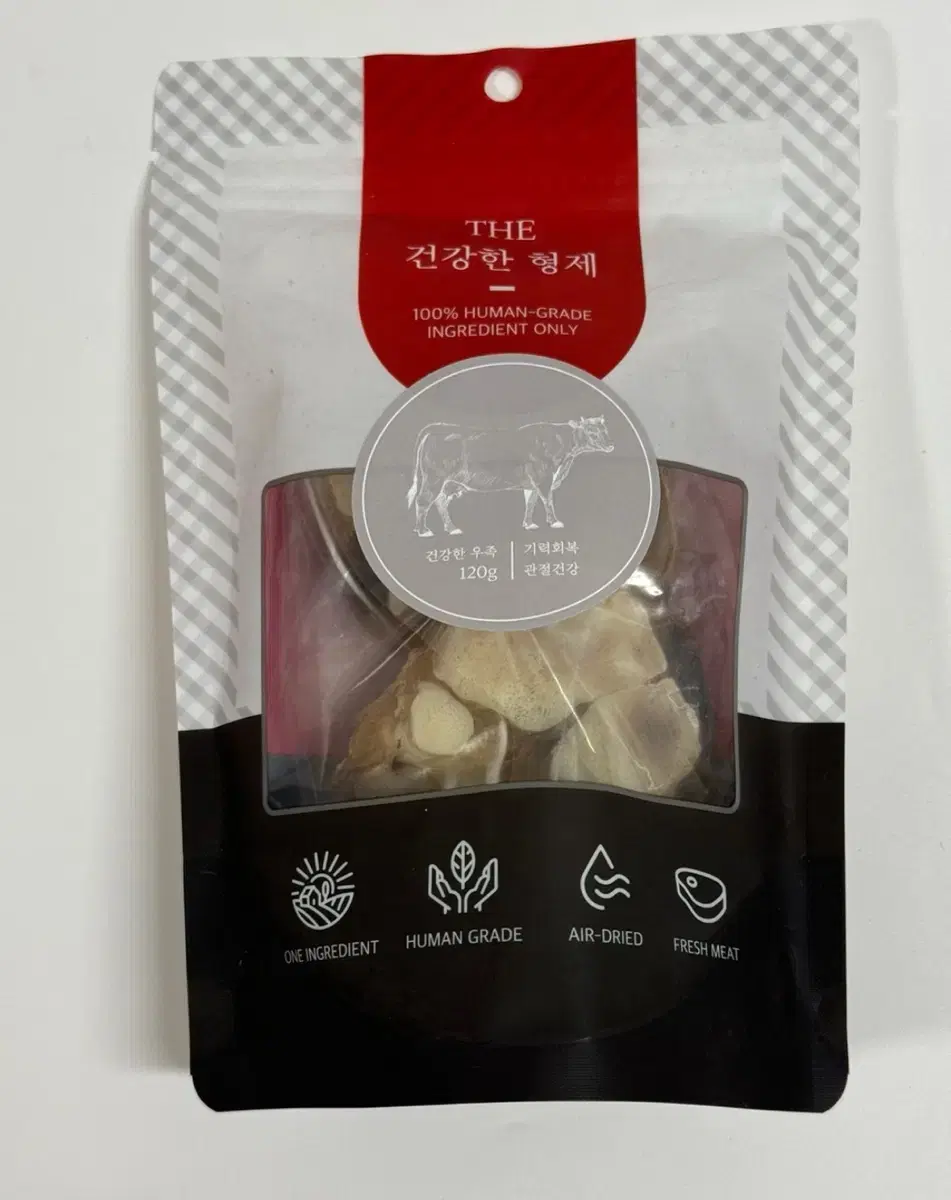 THE
건강한 형제
100% HUMAN-GRADE
INGREDIENT ONLY
건강한 우족
120g
기력회복
관절건강
ONE INGREDIENT
HUMAN GRADE
AIR-DRIED
FRESH MEAT